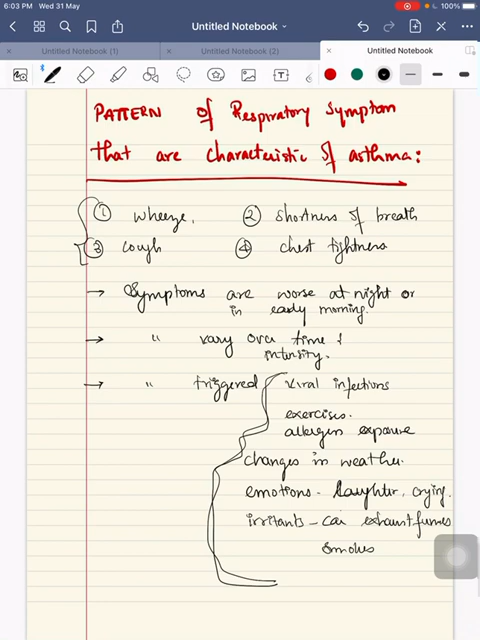 6:03 PM Wed 31 May
100%
Untitled Notebook
Untitled Notebook (1)
Untitled Notebook (2)
Untitled Notebook
PATTERN of Respiratory Symptom
that are characteristic of asthma:
① wheeze, ② shortness of breath
③ cough ④ chest tightness
→ Symptoms are worse at night or
in early morning.
→ " vary over time &
intensity.
→ " triggered viral infections
exercises.
allergen exposure
changes in weather.
emotions - laughter, crying.
irritants - car exhaust fumes
smokes